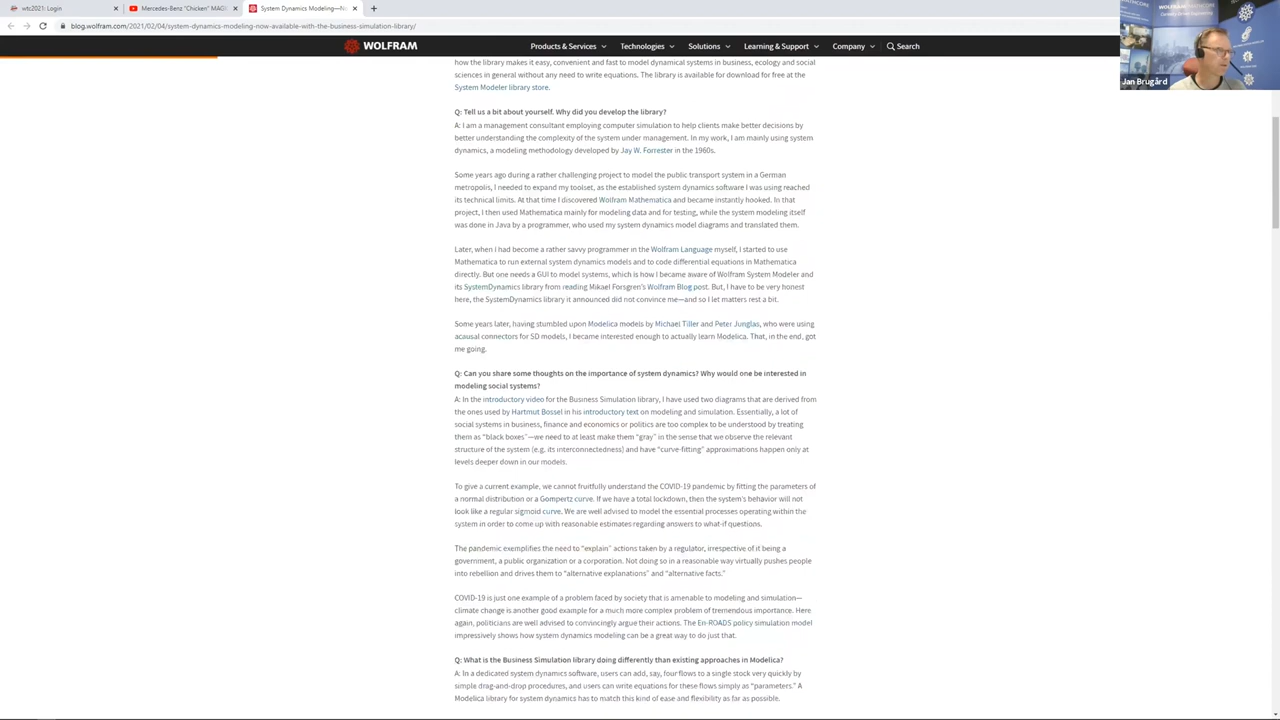 wtc2021: Login
Mercedes-Benz "Chicken" MAGI
System Dynamics Modeling—No
blog.wolfram.com/2021/02/04/system-dynamics-modeling-now-available-with-the-business-simulation-library/
WOLFRAM
Products & Services
Technologies
Solutions
Learning & Support
Company
Search
Jan Brugård
how the library makes it easy, convenient and fast to model dynamical systems in business, ecology and social
sciences in general without any need to write equations. The library is available for download for free at the
System Modeler library store.
Q: Tell us a bit about yourself. Why did you develop the library?
A: I am a management consultant employing computer simulation to help clients make better decisions by
better understanding the complexity of the system under management. In my work, I am mainly using system
dynamics, a modeling methodology developed by Jay W. Forrester in the 1960s.
Some years ago during a rather challenging project to model the public transport system in a German
metropolis, I needed to expand my toolset, as the established system dynamics software I was using reached
its technical limits. At that time I discovered Wolfram Mathematica and became instantly hooked. In that
project, I then used Mathematica mainly for modeling data and for testing, while the system modeling itself
was done in Java by a programmer, who used my system dynamics model diagrams and translated them.
Later, when I had become a rather savvy programmer in the Wolfram Language myself, I started to use
Mathematica to run external system dynamics models and to code differential equations in Mathematica
directly. But one needs a GUI to model systems, which is how I became aware of Wolfram System Modeler and
its SystemDynamics library from reading Mikael Forsgren's Wolfram Blog post. But, I have to be very honest
here, the SystemDynamics library it announced did not convince me—and so I let matters rest a bit.
Some years later, having stumbled upon Modelica models by Michael Tiller and Peter Junglas, who were using
acausal connectors for SD models, I became interested enough to actually learn Modelica. That, in the end, got
me going.
Q: Can you share some thoughts on the importance of system dynamics? Why would one be interested in
modeling social systems?
A: In the introductory video for the Business Simulation library, I have used two diagrams that are derived from
the ones used by Hartmut Bossel in his introductory text on modeling and simulation. Essentially, a lot of
social systems in business, finance and economics or politics are too complex to be understood by treating
them as "black boxes"—we need to at least make them "gray" in the sense that we observe the relevant
structure of the system (e.g. its interconnectedness) and have "curve-fitting" approximations happen only at
levels deeper down in our models.
To give a current example, we cannot fruitfully understand the COVID-19 pandemic by fitting the parameters of
a normal distribution or a Gompertz curve. If we have a total lockdown, then the system's behavior will not
look like a regular sigmoid curve. We are well advised to model the essential processes operating within the
system in order to come up with reasonable estimates regarding answers to what-if questions.
The pandemic exemplifies the need to "explain" actions taken by a regulator, irrespective of it being a
government, a public organization or a corporation. Not doing so in a reasonable way virtually pushes people
into rebellion and drives them to "alternative explanations" and "alternative facts."
COVID-19 is just one example of a problem faced by society that is amenable to modeling and simulation—
climate change is another good example for a much more complex problem of tremendous importance. Here
again, politicians are well advised to convincingly argue their actions. The En-ROADS policy simulation model
impressively shows how system dynamics modeling can be a great way to do just that.
Q: What is the Business Simulation library doing differently than existing approaches in Modelica?
A: In a dedicated system dynamics software, users can add, say, four flows to a single stock very quickly by
simple drag-and-drop procedures, and users can write equations for these flows simply as "parameters." A
Modelica library for system dynamics has to match this kind of ease and flexibility as far as possible.